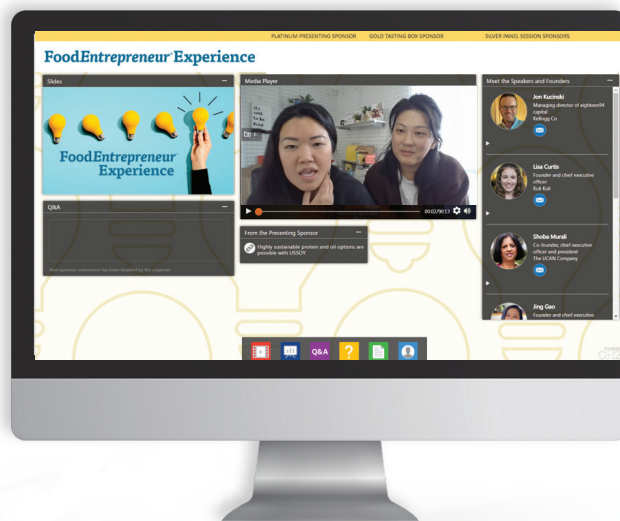 PLATINUM PRESENTING SPONSOR GOLD TASTING BOX SPONSOR SILVER PANEL SESSION SPONSORS
FoodEntrepreneur Experience
Slides
FoodEntrepreneur
Experience
Q&A
Media Player
00:02/90:13
From the Presenting Sponsor
Highly sustainable protein and oil options are
possible with USSOY
Meet the Speakers and Founders
Jon Kucinski
Managing director of eighteen94
capital
Kellogg Co
Lisa Curtis
Founder and chief executive
officer
Kuli Kuli
Shoba Murali
Co-founder, chief executive
officer and president
The UCAN Company
Jing Gao
Founder and chief executive
Q&A
?